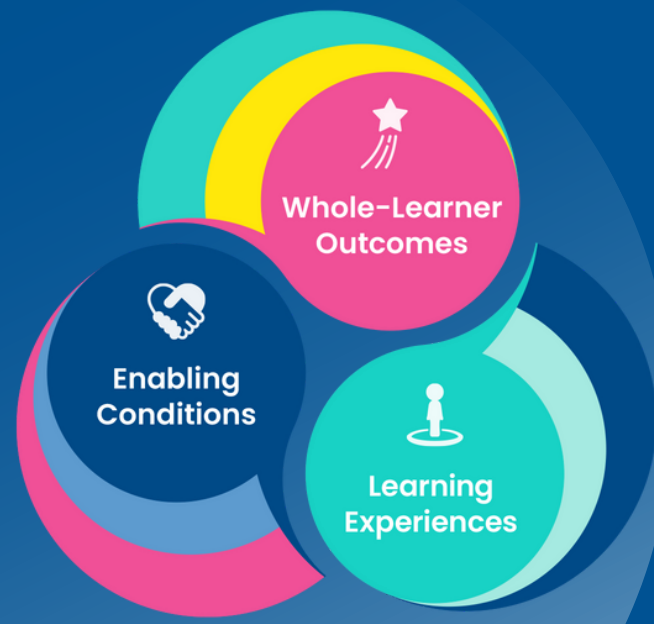 Whole-Learner
Outcomes
Enabling
Conditions
Learning
Experiences